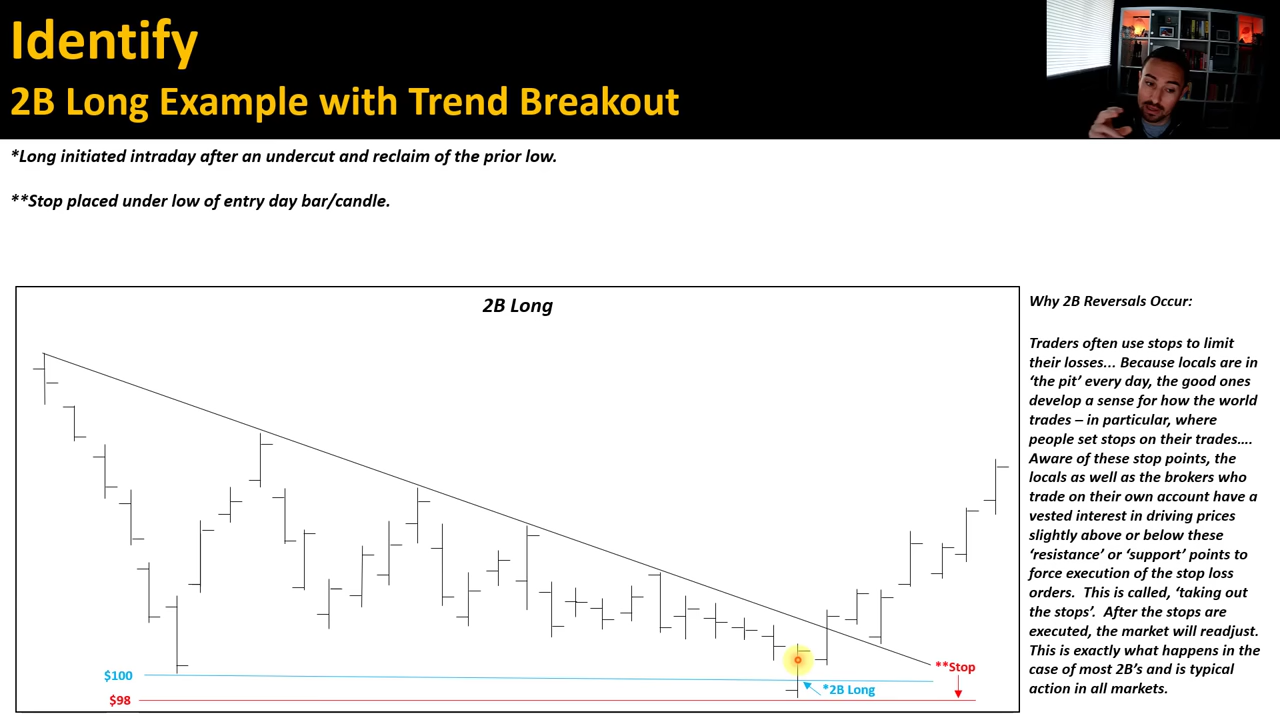 Identify
2B Long Example with Trend Breakout
*Long initiated intraday after an undercut and reclaim of the prior low.
**Stop placed under low of entry day bar/candle.
2B Long
$100
$98
*2B Long
**Stop
Why 2B Reversals Occur:
Traders often use stops to limit
their losses... Because locals are in
‘the pit’ every day, the good ones
develop a sense for how the world
trades – in particular, where
people set stops on their trades....
Aware of these stop points, the
locals as well as the brokers who
trade on their own account have a
vested interest in driving prices
slightly above or below these
‘resistance’ or ‘support’ points to
force execution of the stop loss
orders.  This is called, ‘taking out
the stops’.  After the stops are
executed, the market will readjust.
This is exactly what happens in the
case of most 2B’s and is typical
action in all markets.